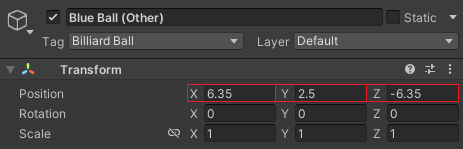 Blue Ball (Other) Static
Tag Billiard Ball Layer Default
Transform
Position X 6.35 Y 2.5 Z -6.35
Rotation X 0 Y 0 Z 0
Scale X 1 Y 1 Z 1